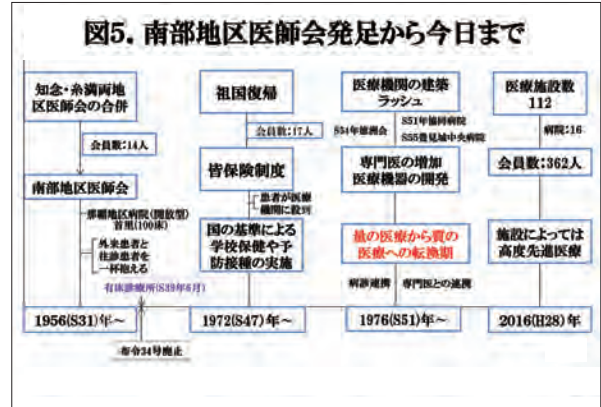 図5. 南部地区医師会発足から今日まで
知念・糸満両地
区医師会の合併
会員数:14人
南部地区医師会
那覇地区病院(開放型)
首里(100床)
外来患者と
往診患者を
一杯抱える
有床診療所(S39年6月)
1956(S31)年~
布令34号廃止
祖国復帰
会員数:17人
皆保険制度
患者が医療
機関に殺到
国の基準による
学校保健や予
防接種の実施
1972(S47)年~
医療機関の建築
ラッシュ
S51年協同病院
S54年徳洲会
S55豊見城中央病院
専門医の増加
医療機器の開発
量の医療から質の
医療への転換期
病診連携
専門医との連携
1976(S51)年~
医療施設数
112
病院:16
会員数:362人
施設によっては
高度先進医療
2016(H28)年